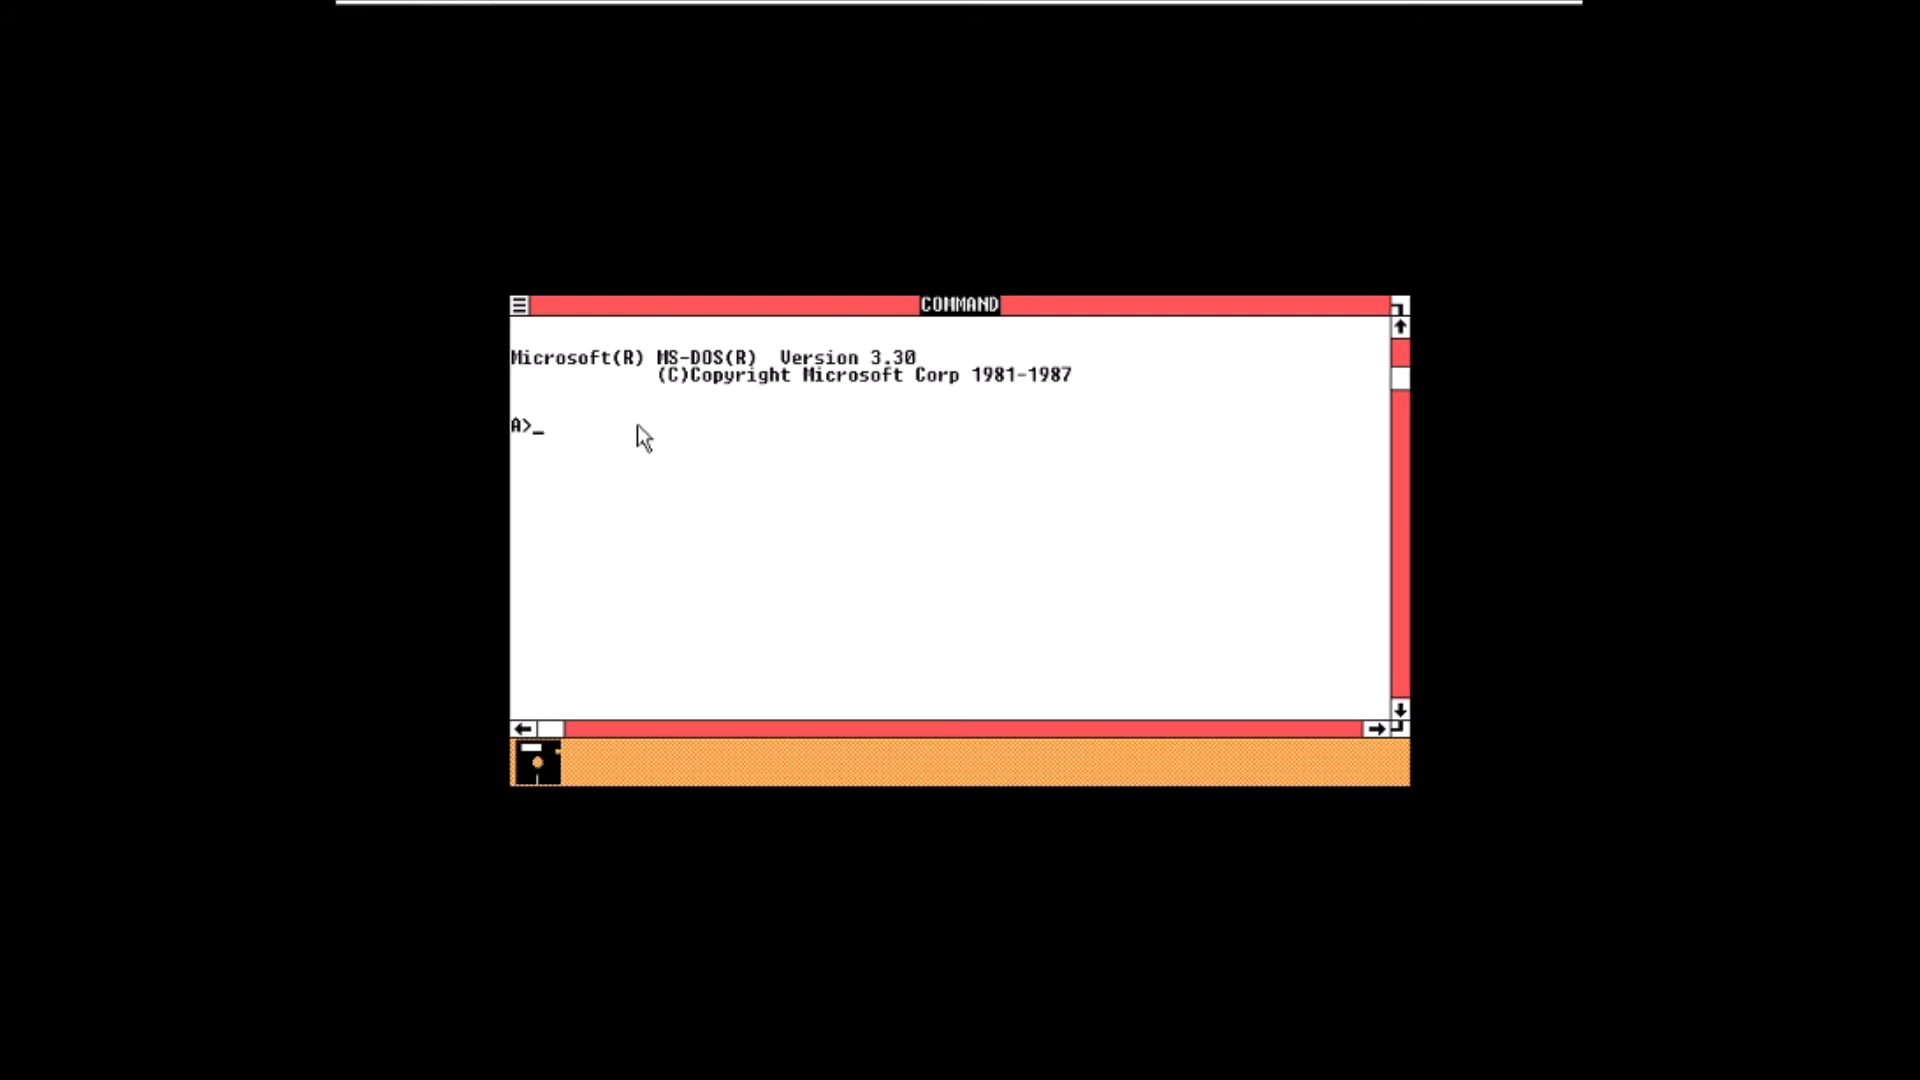 COMMAND
Microsoft(R) MS-DOS(R)  Version 3.30
(C)Copyright Microsoft Corp 1981-1987
A>_